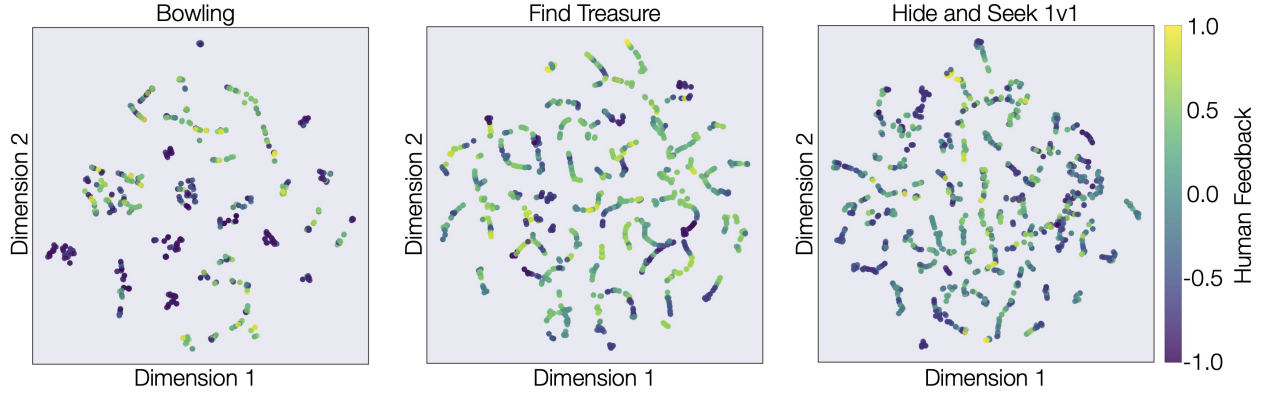 Bowling
Find Treasure
Hide and Seek 1v1
Dimension 2
Dimension 2
Dimension 2
Dimension 1
Dimension 1
Dimension 1
1.0
0.5
0.0
-0.5
-1.0
Human Feedback